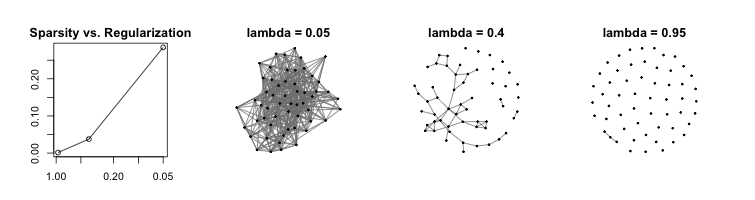 Sparsity vs. Regularization
lambda = 0.05
lambda = 0.4
lambda = 0.95
0.20
0.10
0.00
1.00
0.20
0.05